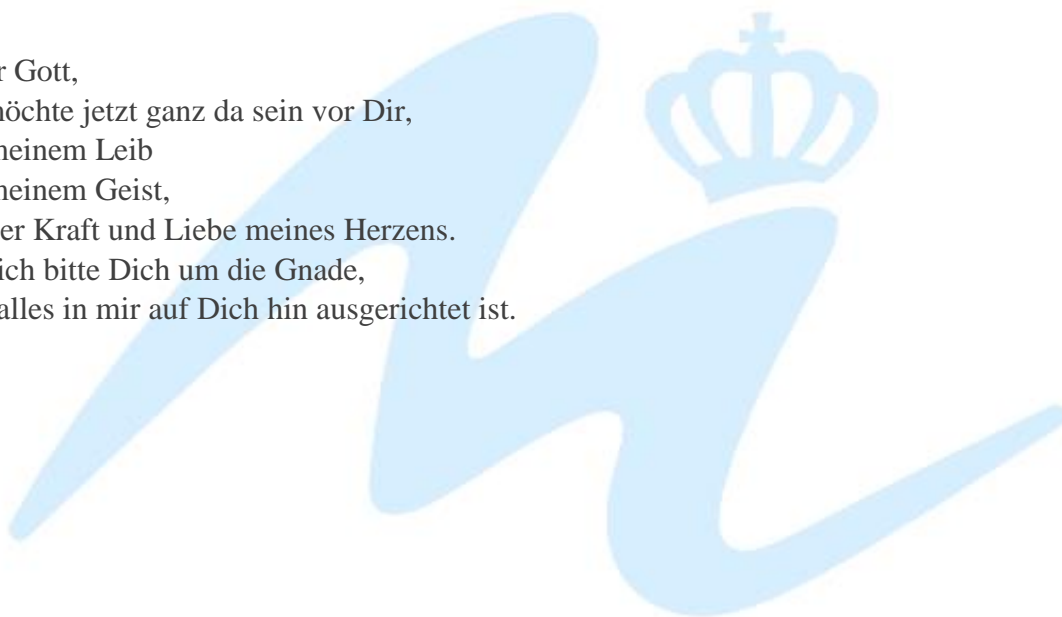 r Gott,
möchte jetzt ganz da sein vor Dir,
neinem Leib
neinem Geist,
er Kraft und Liebe meines Herzens.
ich bitte Dich um die Gnade,
alles in mir auf Dich hin ausgerichtet ist.